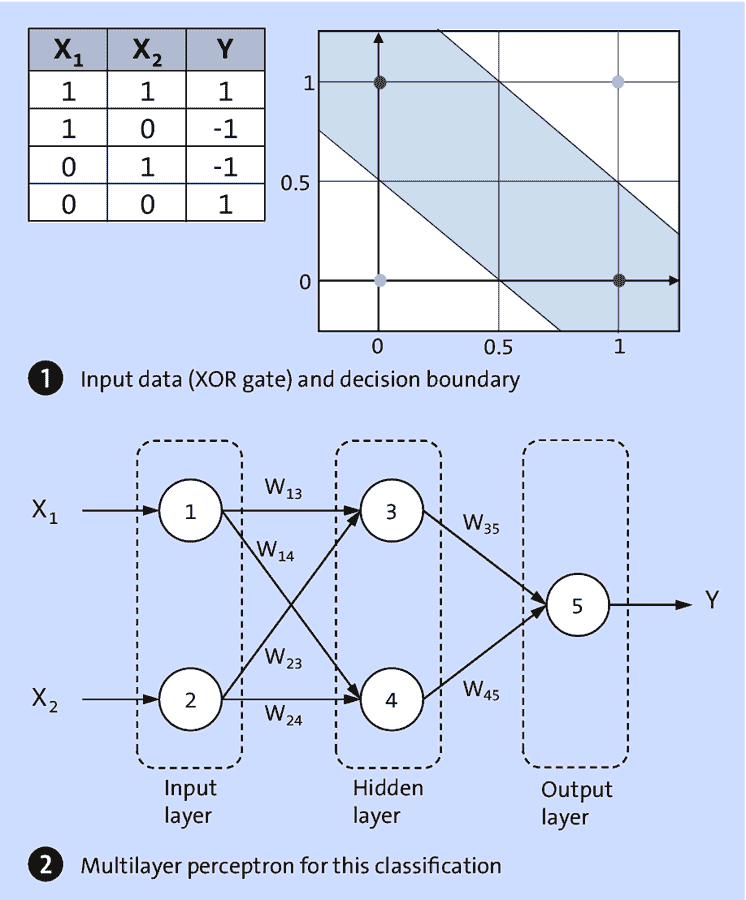 X₁ X₂ Y
1 1 1
1 0 -1
0 1 -1
0 0 1
1
0.5
0
0 0.5 1
1 Input data (XOR gate) and decision boundary
X₁
1
W₁₃
3
W₃₅
W₁₄
5
Y
W₂₃
X₂
2
W₂₄
4
W₄₅
Input
layer
Hidden
layer
Output
layer
2 Multilayer perceptron for this classification